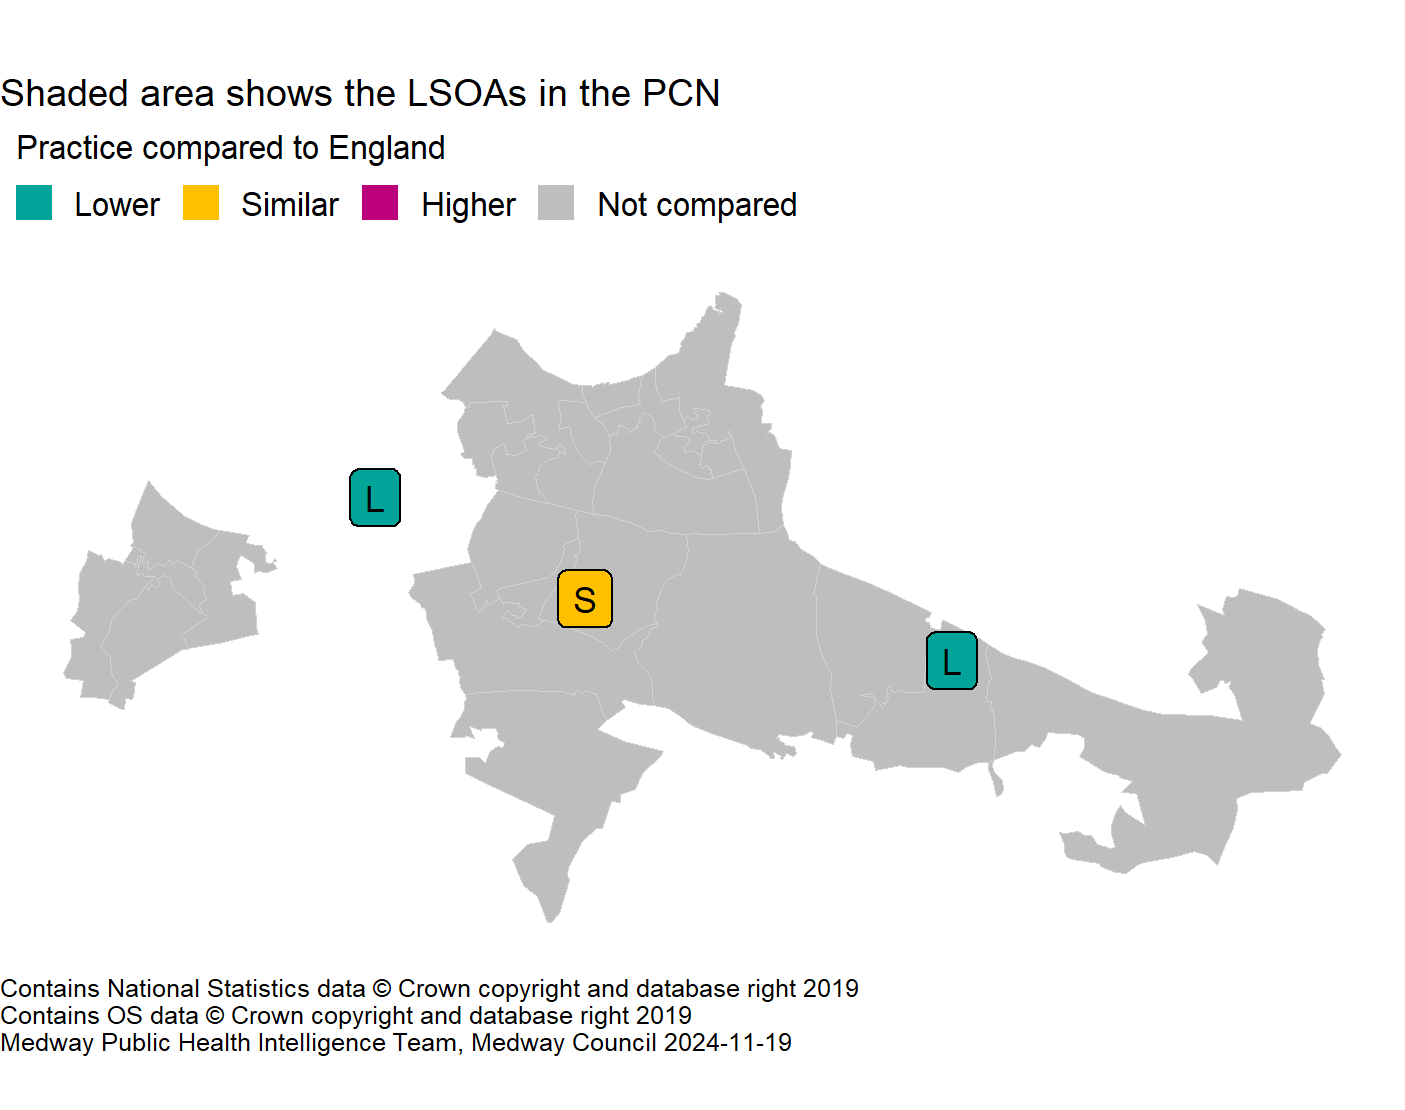 Shaded area shows the LSOAs in the PCN
Practice compared to England
Lower Similar Higher Not compared
L
S
L
Contains National Statistics data © Crown copyright and database right 2019
Contains OS data © Crown copyright and database right 2019
Medway Public Health Intelligence Team, Medway Council 2024-11-19